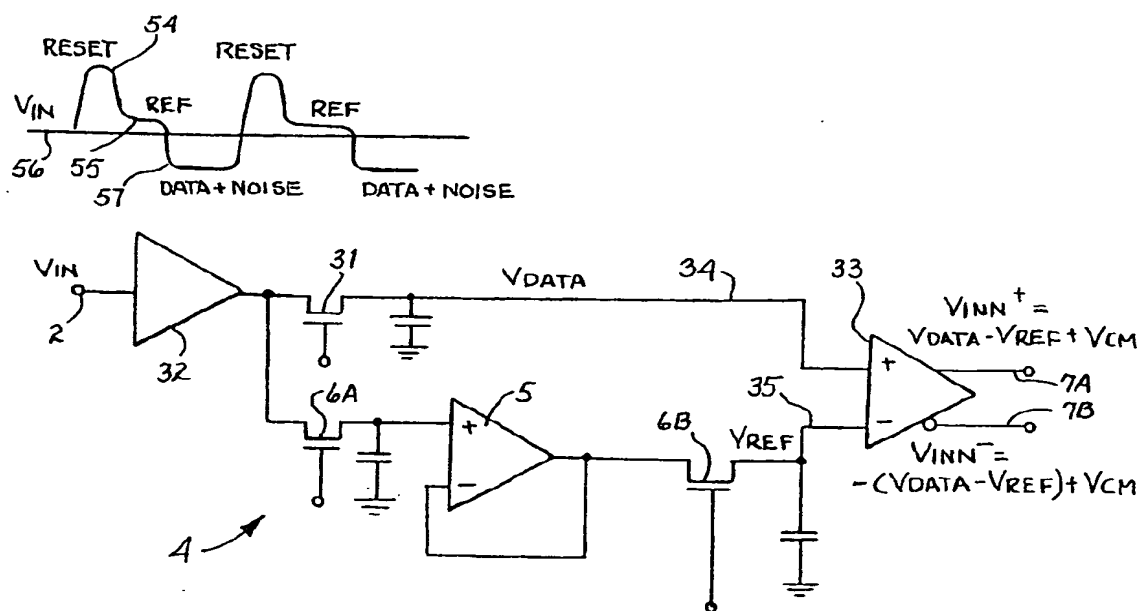 54
RESET
RESET
VIN
REF
REF
56
55
57
DATA + NOISE
DATA + NOISE
VIN
2
32
31
VDATA
34
33
VINN+ =
VDATA - VREF + VCM
+
-
7A
7B
VINN- =
-(VDATA - VREF) + VCM
6A
5
+
-
6B
VREF
35
4